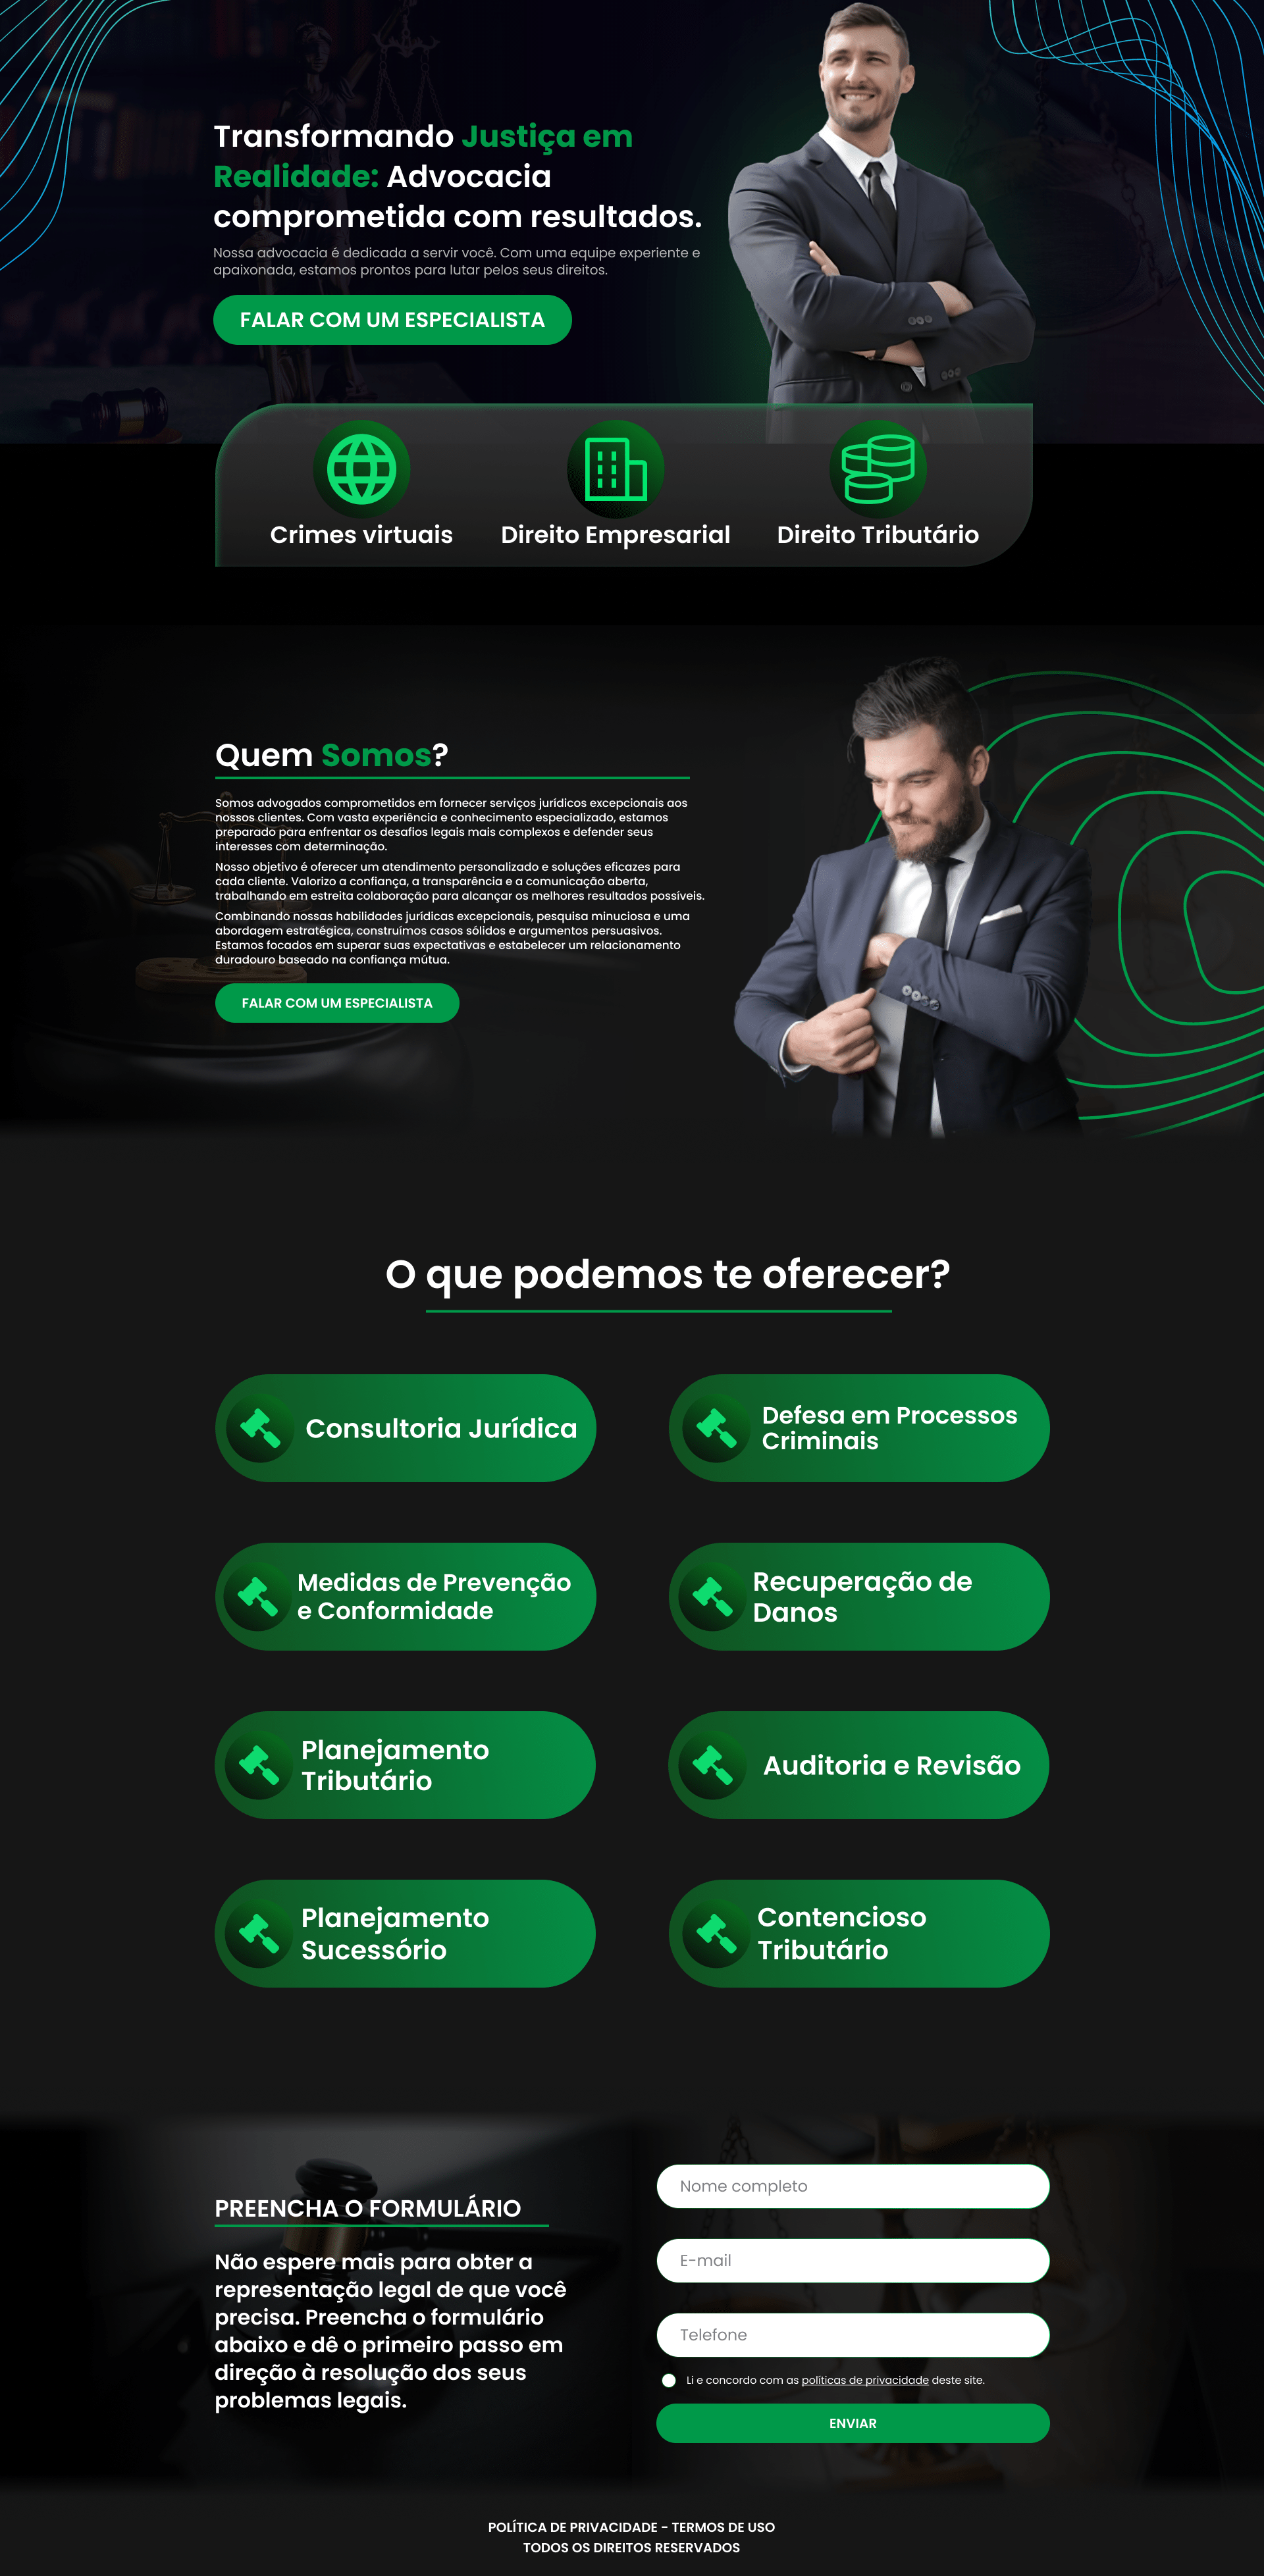 Transformando Justiça em
Realidade: Advocacia
comprometida com resultados.
Nossa advocacia é dedicada a servir você. Com uma equipe experiente e
apaixonada, estamos prontos para lutar pelos seus direitos.
FALAR COM UM ESPECIALISTA
Crimes virtuais
Direito Empresarial
Direito Tributário
Quem Somos?
Somos advogados comprometidos em fornecer serviços jurídicos excepcionais aos
nossos clientes. Com vasta experiência e conhecimento especializado, estamos
preparado para enfrentar os desafios legais mais complexos e defender seus
interesses com determinação.
Nosso objetivo é oferecer um atendimento personalizado e soluções eficazes para
cada cliente. Valorizo a confiança, a transparência e a comunicação aberta,
trabalhando em estreita colaboração para alcançar os melhores resultados possíveis.
Combinando nossas habilidades jurídicas excepcionais, pesquisa minuciosa e uma
abordagem estratégica, construímos casos sólidos e argumentos persuasivos.
Estamos focados em superar suas expectativas e estabelecer um relacionamento
duradouro baseado na confiança mútua.
FALAR COM UM ESPECIALISTA
O que podemos te oferecer?
Consultoria Jurídica
Defesa em Processos
Criminais
Medidas de Prevenção
e Conformidade
Recuperação de
Danos
Planejamento
Tributário
Auditoria e Revisão
Planejamento
Sucessório
Contencioso
Tributário
PREENCHA O FORMULÁRIO
Não espere mais para obter a
representação legal de que você
precisa. Preencha o formulário
abaixo e dê o primeiro passo em
direção à resolução dos seus
problemas legais.
Nome completo
E-mail
Telefone
Li e concordo com as políticas de privacidade deste site.
ENVIAR
POLÍTICA DE PRIVACIDADE - TERMOS DE USO
TODOS OS DIREITOS RESERVADOS